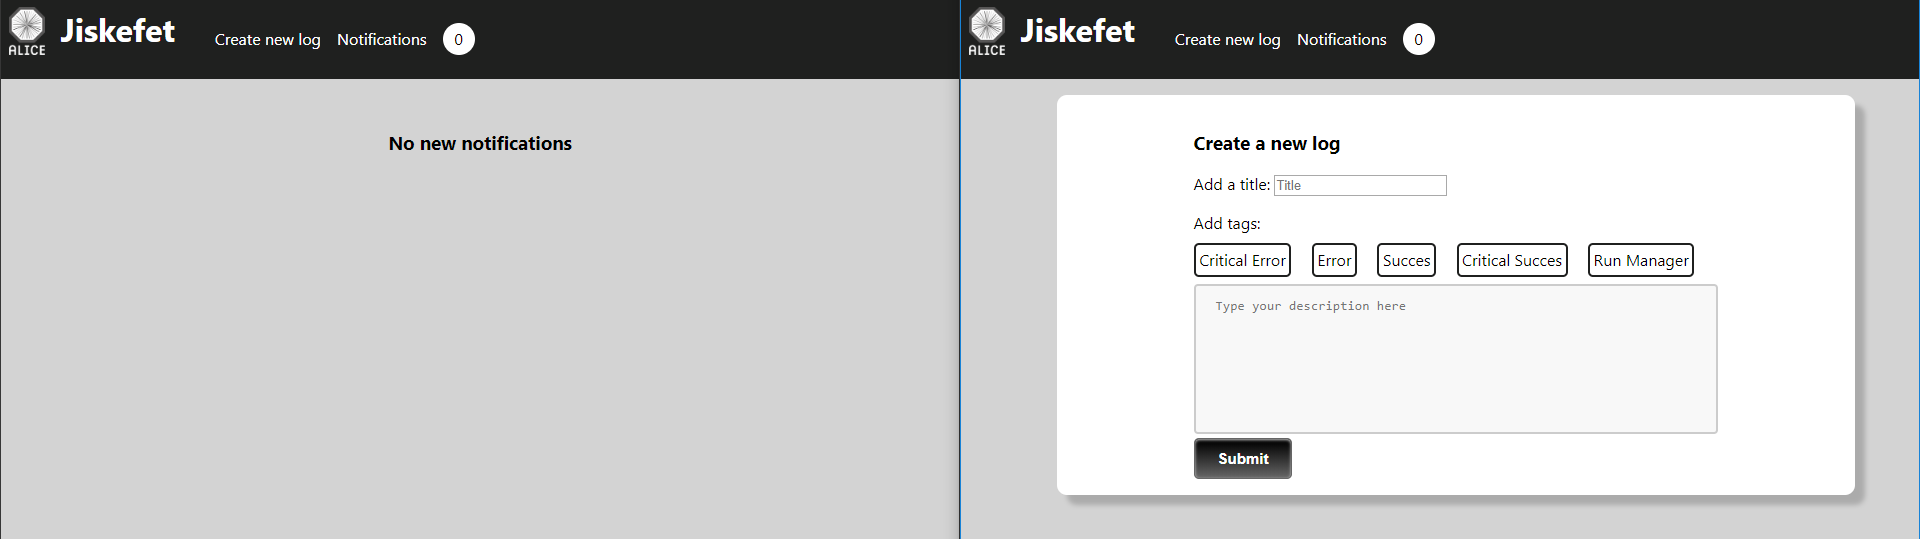 ALICE
Jiskefet
Create new log Notifications 0
No new notifications
ALICE
Jiskefet
Create new log Notifications 0
Create a new log
Add a title: Title
Add tags:
Critical Error Error Succes Critical Succes Run Manager
Type your description here
Submit